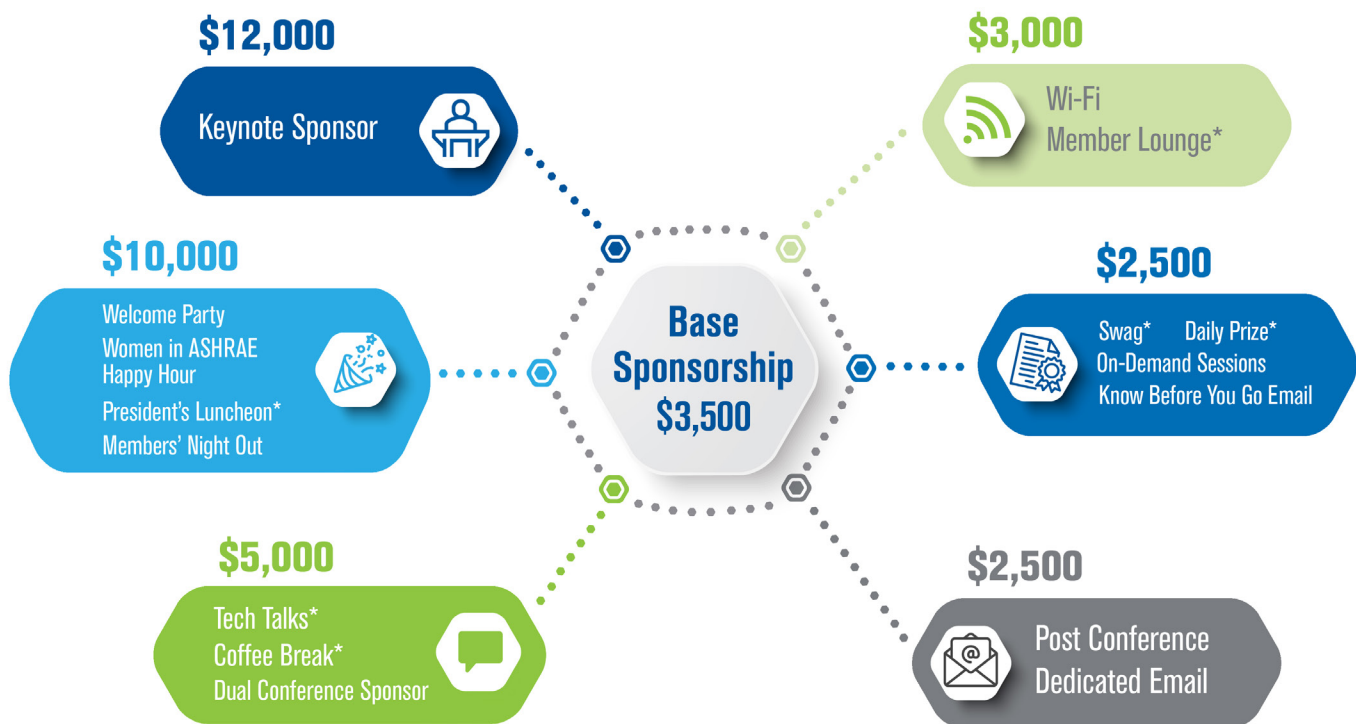 $12,000
Keynote Sponsor
$10,000
Welcome Party
Women in ASHRAE
Happy Hour
President’s Luncheon*
Members’ Night Out
$5,000
Tech Talks*
Coffee Break*
Dual Conference Sponsor
Base
Sponsorship
$3,500
$3,000
Wi-Fi
Member Lounge*
$2,500
Swag* Daily Prize*
On-Demand Sessions
Know Before You Go Email
$2,500
@
Post Conference
Dedicated Email